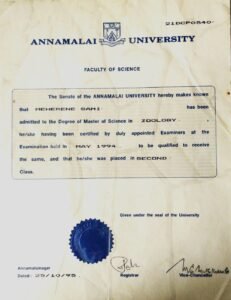 21DCP0540
ANNAMALAI UNIVERSITY
FACULTY OF SCIENCE
The Senate of the ANNAMALAI UNIVERSITY hereby makes known
that MEHERENE SAMI has been
admitted to the Degree of Master of Science in ZOOLOGY
he/she having been certified by duly appointed Examiners at
the Examination held in MAY 1994 to be qualified to receive
the same, and that he/she was placed in SECOND
Class.
Given under the seal of the University
Annamalainagar
Dated: 25/10/95
Registrar
Vice-Chancellor